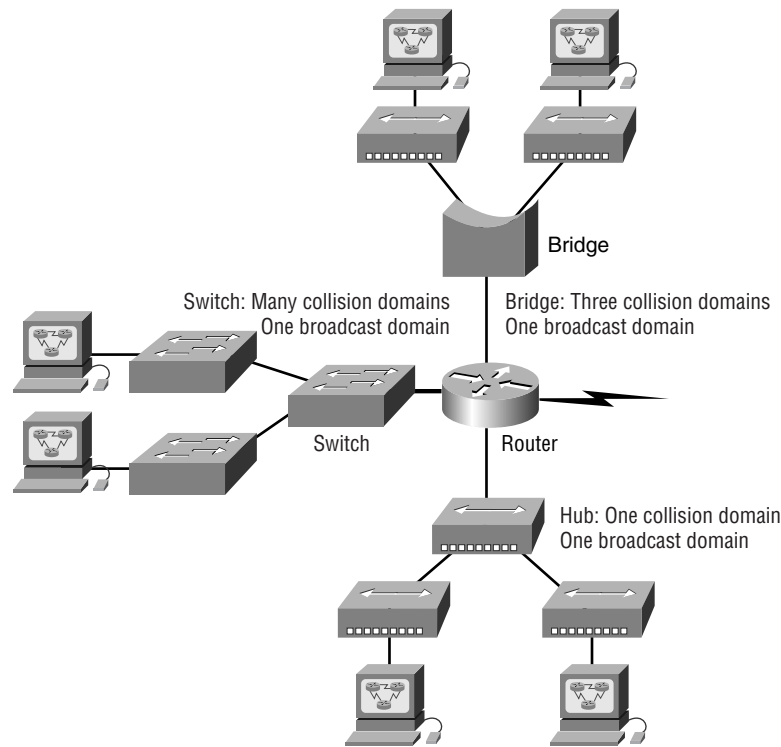 Bridge
Switch: Many collision domains
One broadcast domain
Bridge: Three collision domains
One broadcast domain
Switch
Router
Hub: One collision domain
One broadcast domain